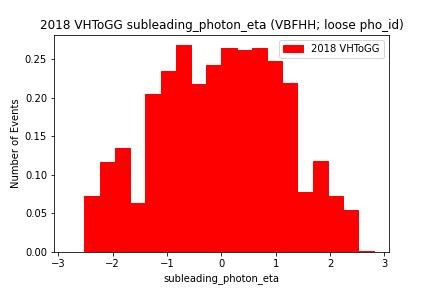 2018 VHToGG subleading_photon_eta (VBFHH; loose pho_id)
2018 VHToGG
0.25
0.20
0.15
0.10
0.05
0.00
Number of Events
−3 −2 −1 0 1 2 3
subleading_photon_eta